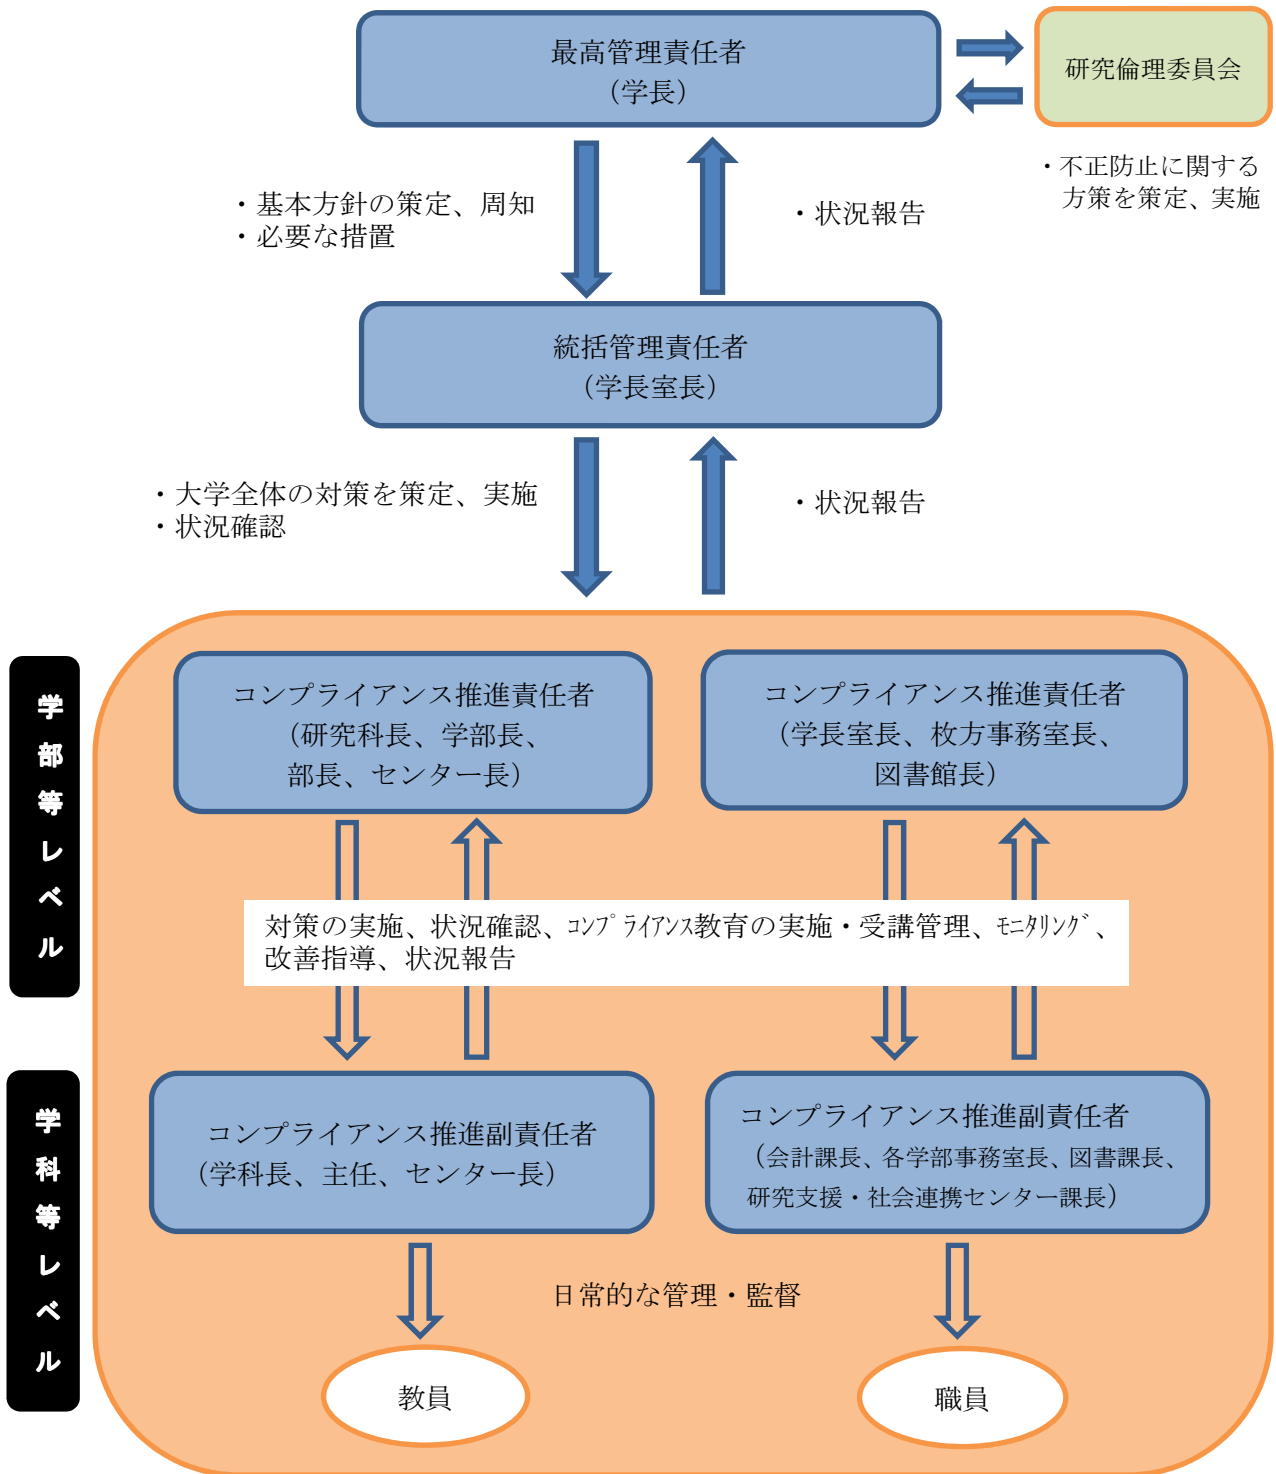 最高管理責任者
（学長）
研究倫理委員会
・不正防止に関する
方策を策定、実施
・基本方針の策定、周知
・必要な措置
・状況報告
統括管理責任者
（学長室長）
・大学全体の対策を策定、実施
・状況確認
・状況報告
学部等レベル
コンプライアンス推進責任者
（研究科長、学部長、
部長、センター長）
コンプライアンス推進責任者
（学長室長、枚方事務室長、
図書館長）
対策の実施、状況確認、ｺﾝﾌﾟﾗｲｱﾝｽ教育の実施・受講管理、ﾓﾆﾀﾘﾝｸﾞ、
改善指導、状況報告
学科等レベル
コンプライアンス推進副責任者
（学科長、主任、センター長）
コンプライアンス推進副責任者
（会計課長、各学部事務室長、図書課長、
研究支援・社会連携センター課長）
日常的な管理・監督
教員
職員